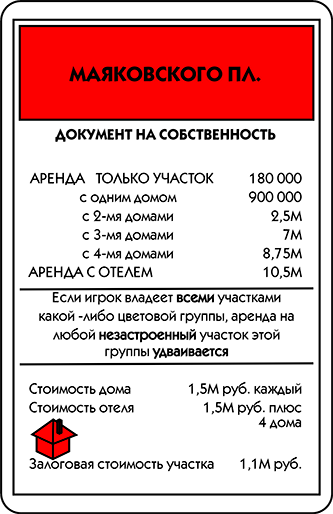 МАЯКОВСКОГО ПЛ.
ДОКУМЕНТ НА СОБСТВЕННОСТЬ
АРЕНДА ТОЛЬКО УЧАСТОК 180 000
с одним домом 900 000
с 2-мя домами 2,5М
с 3-мя домами 7М
с 4-мя домами 8,75М
АРЕНДА С ОТЕЛЕМ 10,5М
Если игрок владеет всеми участками
какой -либо цветовой группы, аренда на
любой незастроенный участок этой
группы удваивается
Стоимость дома 1,5М руб. каждый
Стоимость отеля 1,5М руб. плюс
4 дома
Залоговая стоимость участка 1,1М руб.